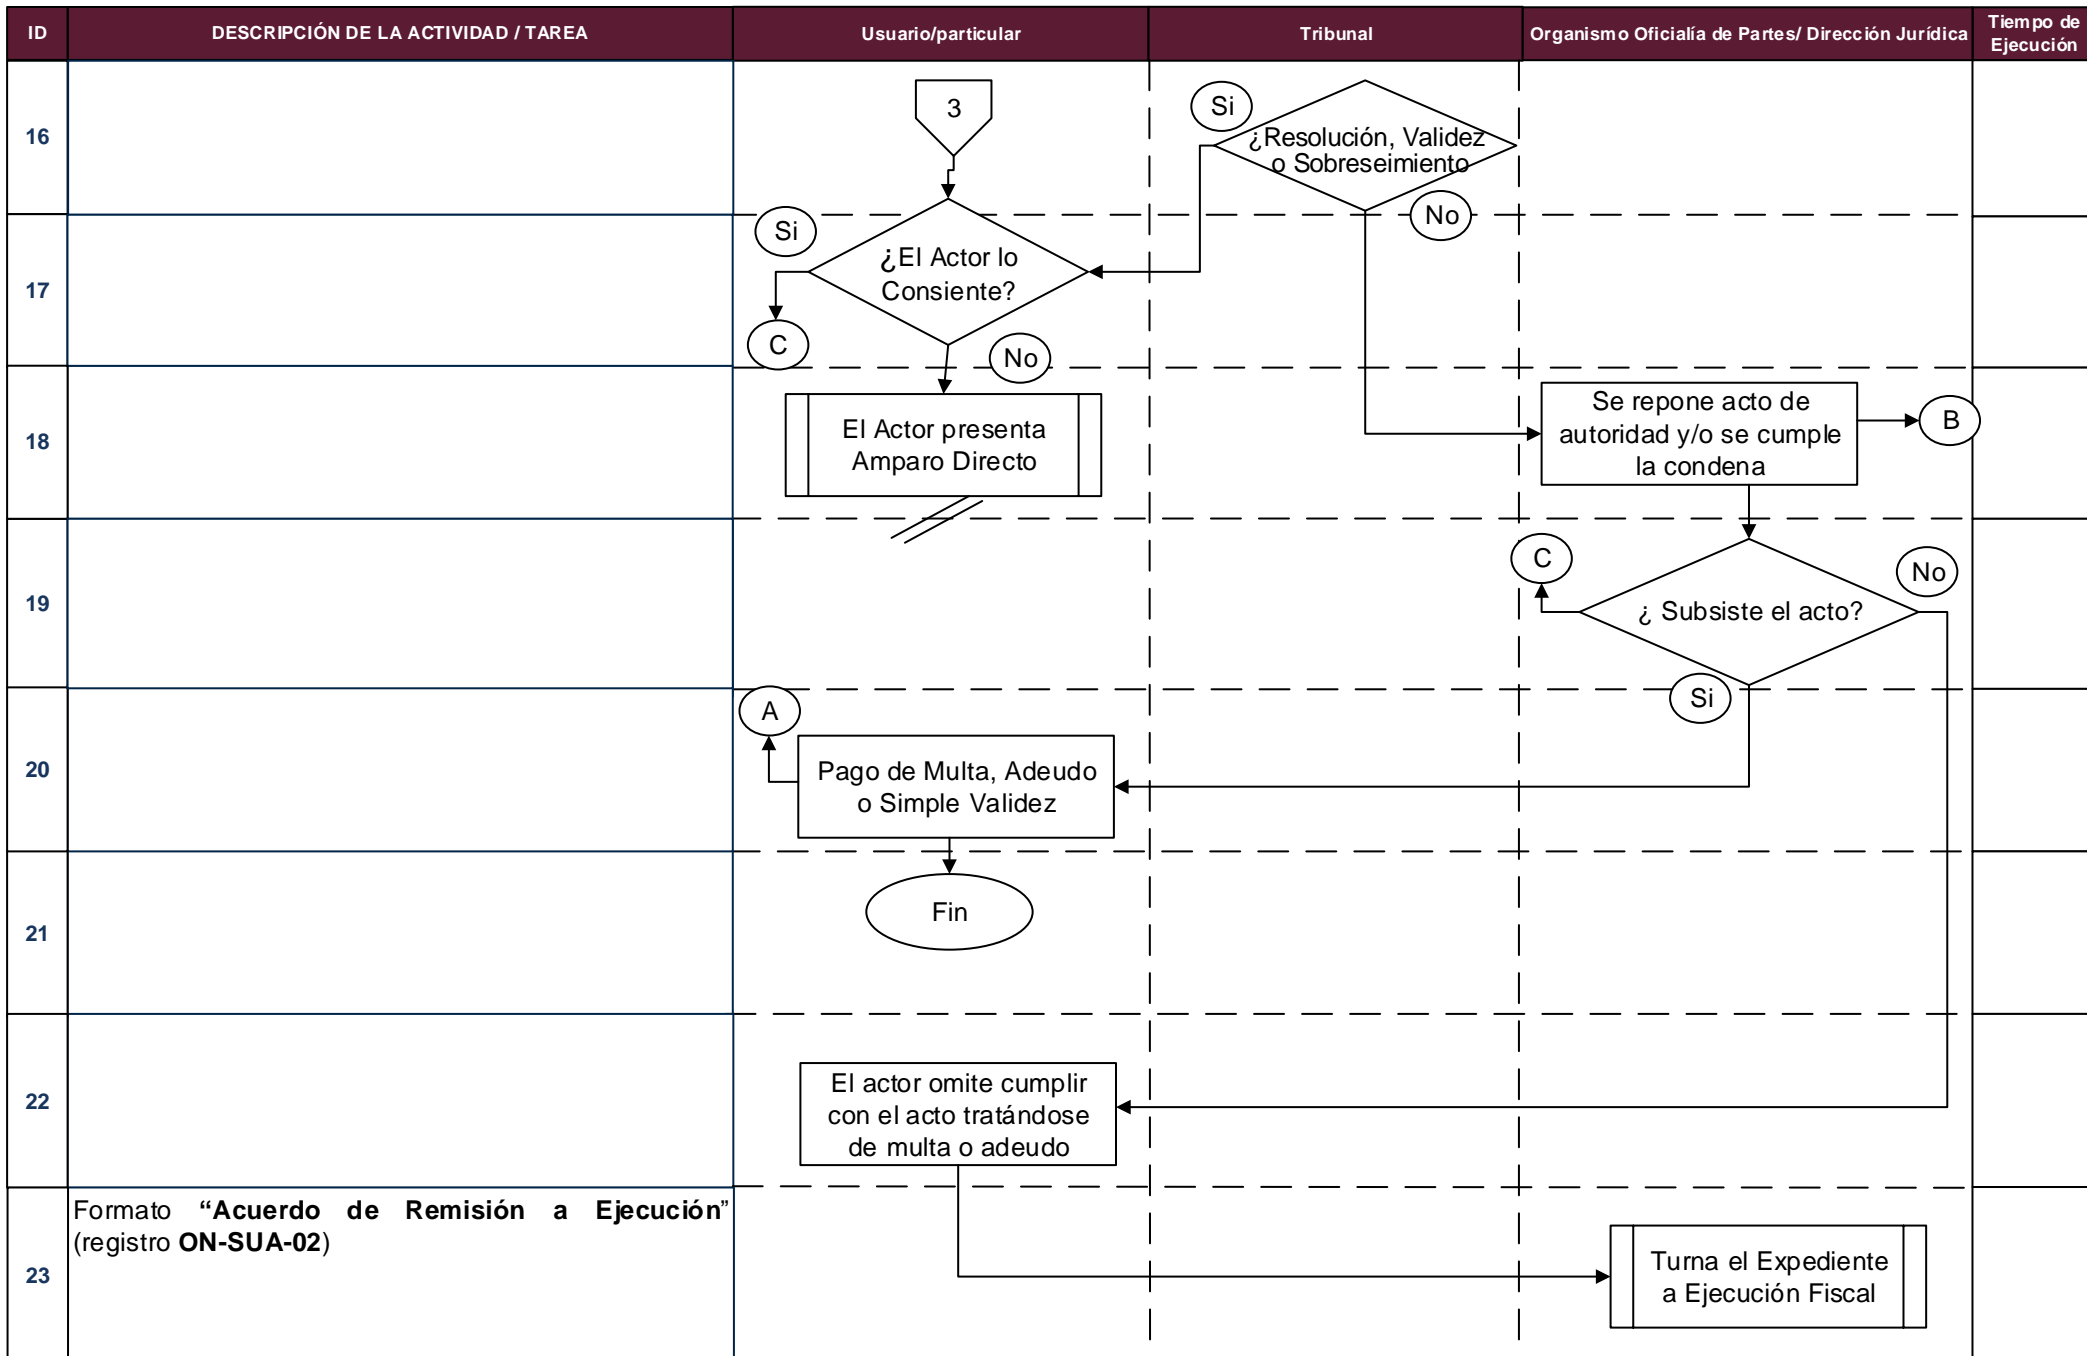 ID
DESCRIPCIÓN DE LA ACTIVIDAD / TAREA
Usuario/particular
Tribunal
Organismo Oficialía de Partes/ Dirección Jurídica
Tiempo de
Ejecución
16
3
Si
¿Resolución, Validez
o Sobreseimiento
No
17
Si
¿El Actor lo
Consiente?
C
No
18
El Actor presenta
Amparo Directo
Se repone acto de
autoridad y/o se cumple
la condena
B
19
C
No
¿ Subsiste el acto?
Si
20
A
Pago de Multa, Adeudo
o Simple Validez
21
Fin
22
El actor omite cumplir
con el acto tratándose
de multa o adeudo
23
Formato “Acuerdo de Remisión a Ejecución”
(registro ON-SUA-02)
Turna el Expediente
a Ejecución Fiscal